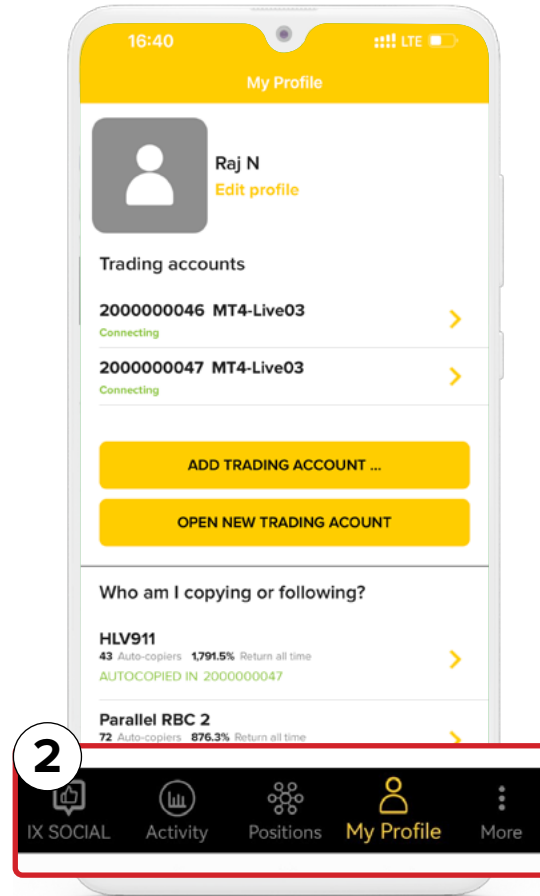 16:40 LTE
My Profile
Raj N
Edit profile
Trading accounts
2000000046 MT4-Live03
Connecting
2000000047 MT4-Live03
Connecting
ADD TRADING ACCOUNT ...
OPEN NEW TRADING ACOUNT
Who am I copying or following?
HLV911
43 Auto-copiers 1,791.5% Return all time
AUTOCOPIED IN 2000000047
Parallel RBC 2
72 Auto-copiers 876.3% Return all time
2
IX SOCIAL Activity Positions My Profile More